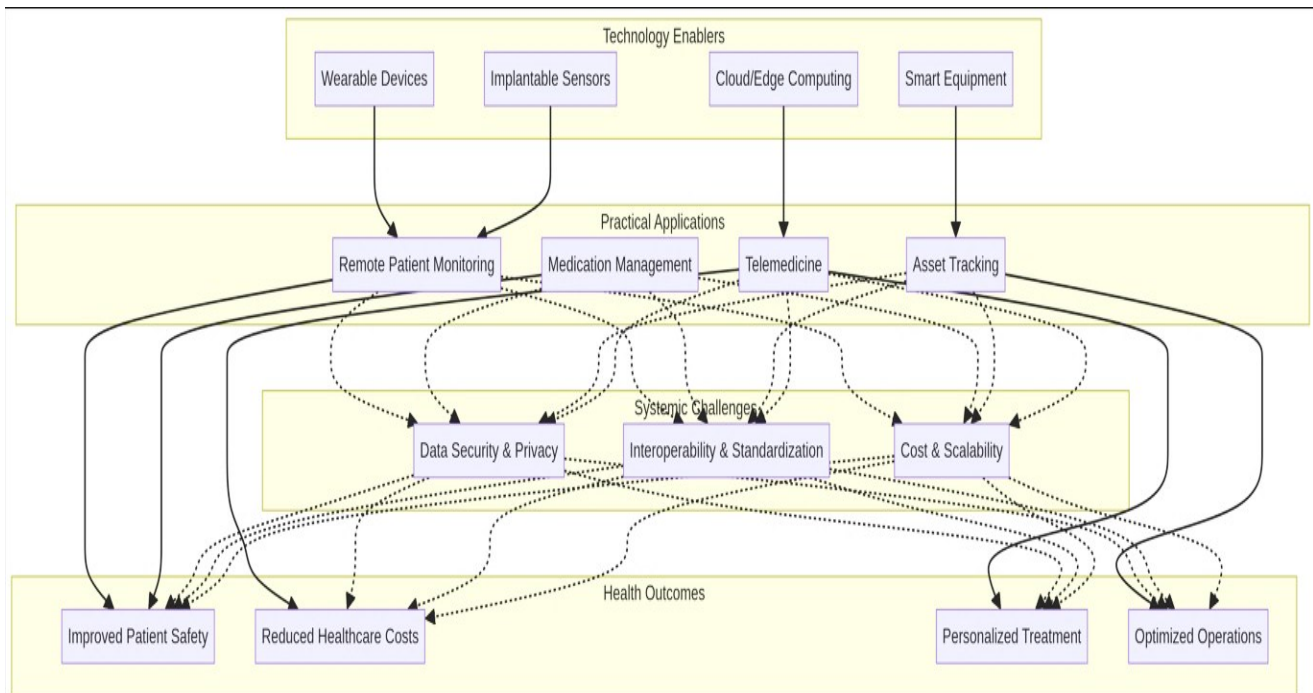 Technology Enablers
Wearable Devices
Implantable Sensors
Cloud/Edge Computing
Smart Equipment
Practical Applications
Remote Patient Monitoring
Medication Management
Telemedicine
Asset Tracking
Systemic Challenges
Data Security & Privacy
Interoperability & Standardization
Cost & Scalability
Health Outcomes
Improved Patient Safety
Reduced Healthcare Costs
Personalized Treatment
Optimized Operations